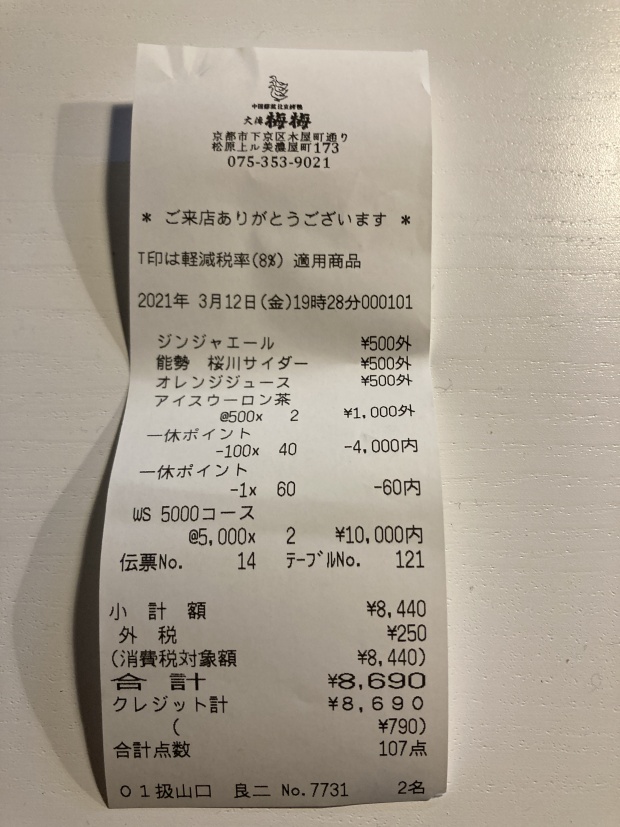 中国酢菜北京烤鴨
大傳梅梅
京都市下京区木屋町通り
松原上ル美濃屋町173
075-353-9021
* ご来店ありがとうございます *
T印は軽減税率(8%) 適用商品
2021年 3月12日(金)19時28分000101
ジンジャエール ¥500外
能勢 桜川サイダー ¥500外
オレンジジュース ¥500外
アイスウーロン茶
@500x 2 ¥1,000外
一休ポイント
-100x 40 -4,000内
一休ポイント
-1x 60 -60内
WS 5000コース
@5,000x 2 ¥10,000内
伝票No. 14 テーブルNo. 121
小計額 ¥8,440
外税 ¥250
(消費税対象額 ¥8,440)
合計 ¥8,690
クレジット計 ¥8,690
( ¥790)
合計点数 107点
01扱山口 良二 No.7731 2名